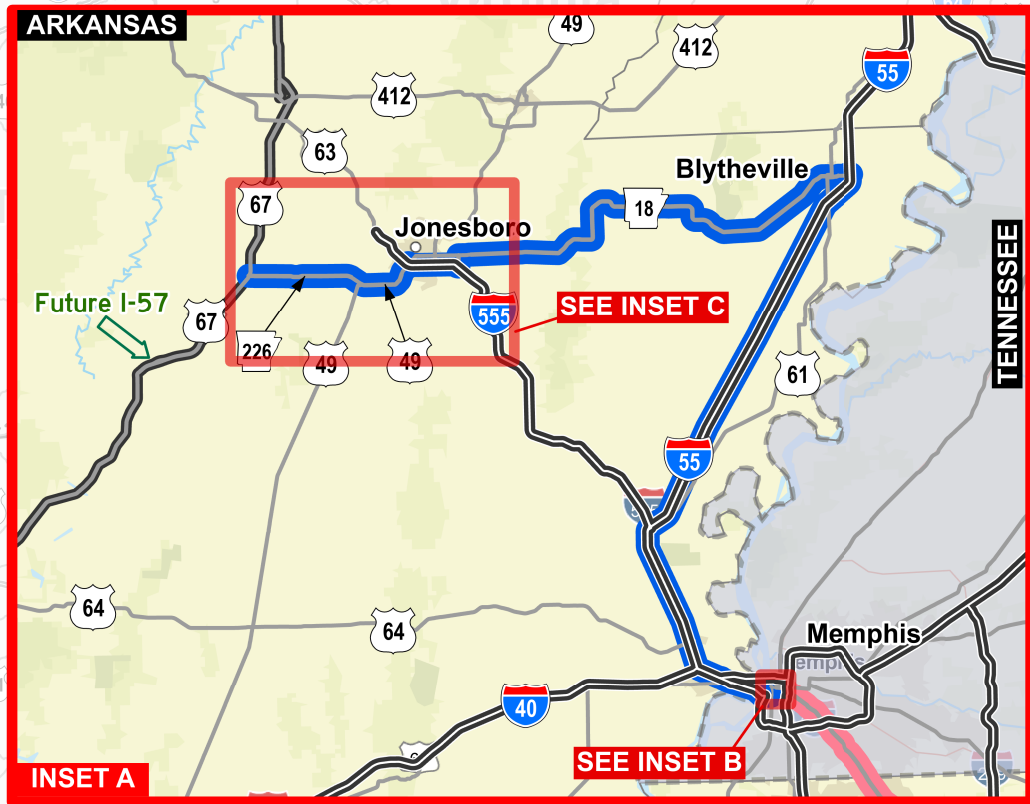 ARKANSAS
49
412
55
412
63
Blytheville
67
18
Jonesboro
TENNESSEE
Future I-57
67
555
SEE INSET C
226
49
49
61
55
64
64
Memphis
Memphis
40
SEE INSET B
INSET A